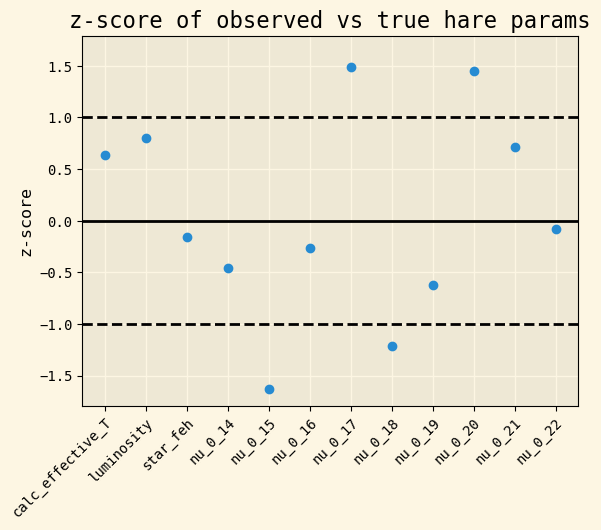 z-score of observed vs true hare params
z-score
1.5
1.0
0.5
0.0
−0.5
−1.0
−1.5
calc_effective_T
luminosity
star_feh
nu_0_14
nu_0_15
nu_0_16
nu_0_17
nu_0_18
nu_0_19
nu_0_20
nu_0_21
nu_0_22